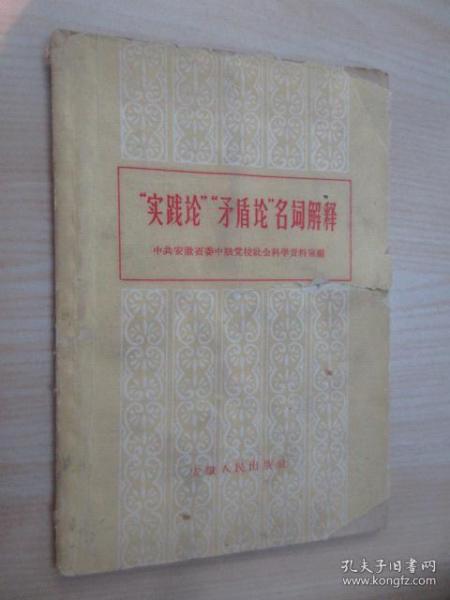 “实践论”“矛盾论”名词解释
中共安徽省委中级党校社会科学资料室编
安徽人民出版社
孔夫子旧书网
www.kongfz.com